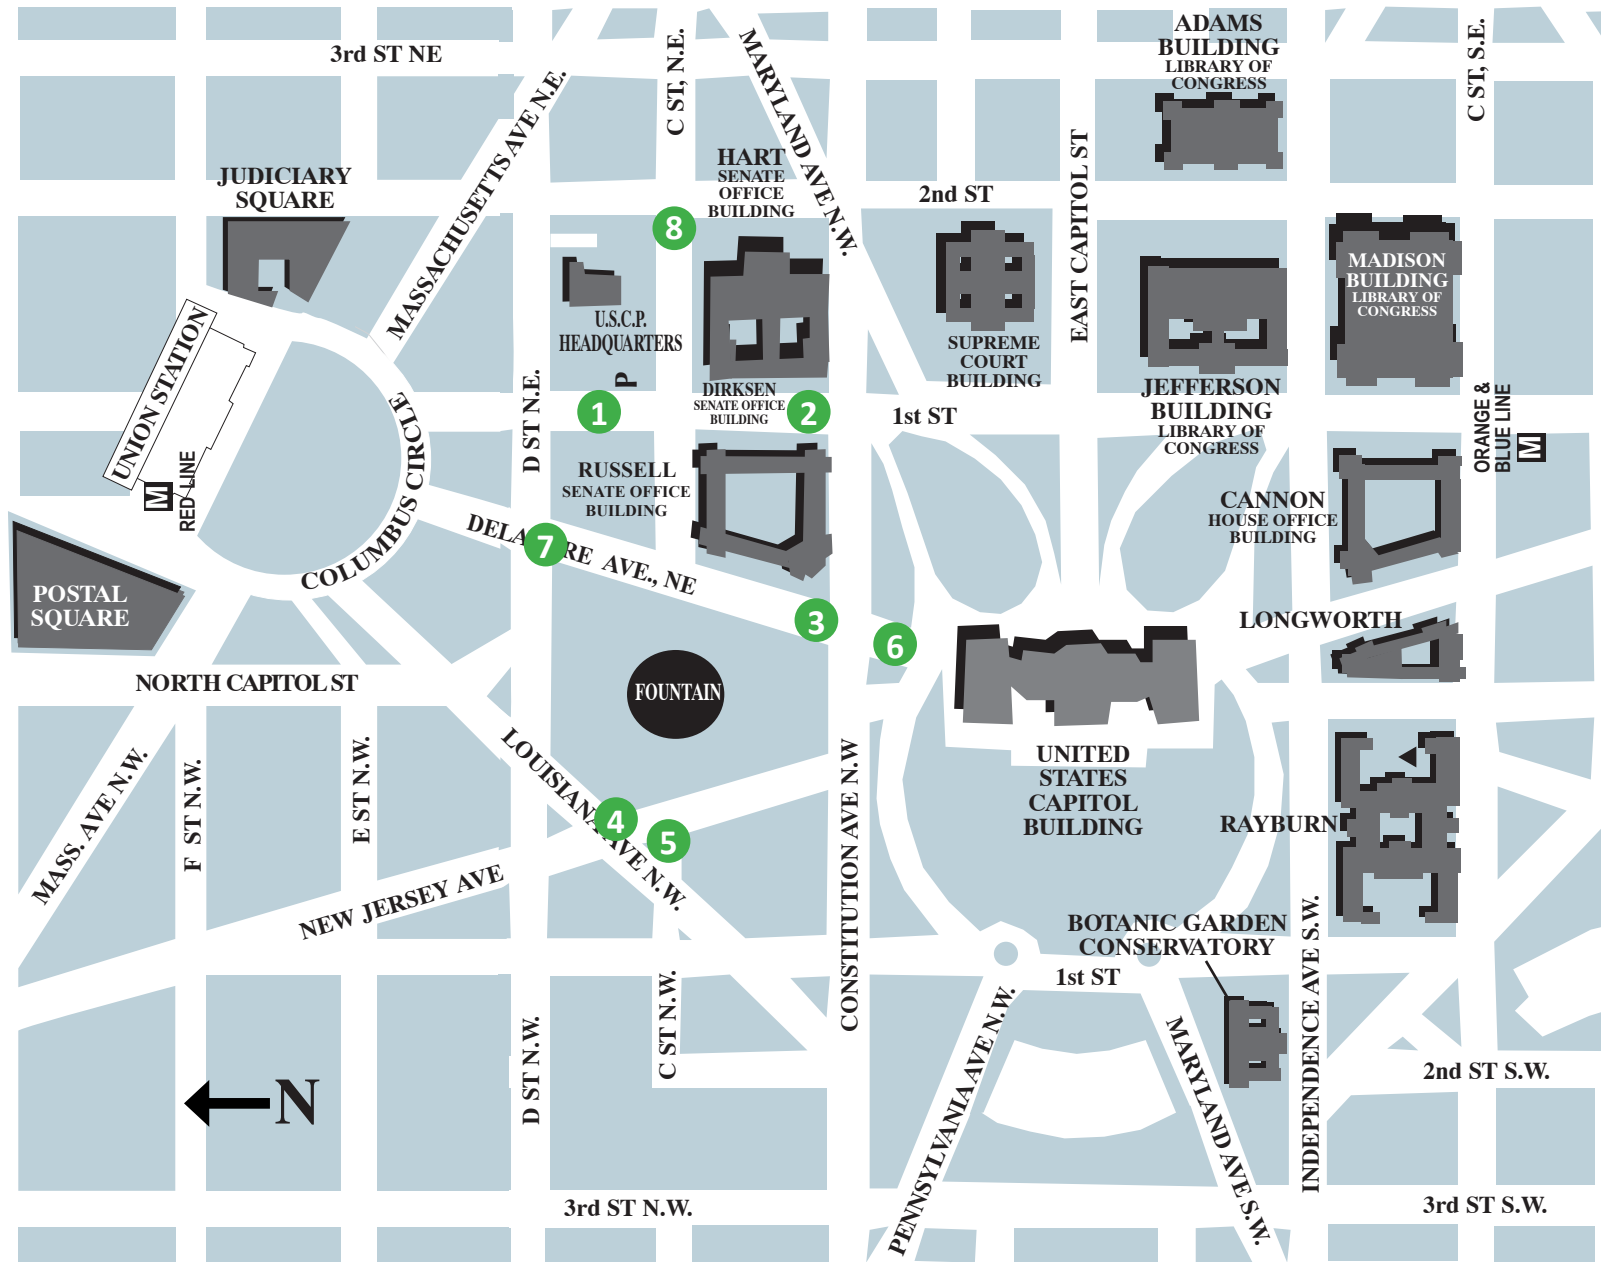 ADAMS
BUILDING
LIBRARY OF
CONGRESS
3rd ST NE
C ST, N.E.
MARYLAND AVE N.W.
C ST, S.E.
MASSACHUSETTS AVE N.E.
EAST CAPITOL ST
JUDICIARY
SQUARE
HART
SENATE
OFFICE
BUILDING
2nd ST
8
MADISON
BUILDING
LIBRARY OF
CONGRESS
U.S.C.P.
HEADQUARTERS
P
UNION STATION
SUPREME
COURT
BUILDING
JEFFERSON
BUILDING
LIBRARY OF
CONGRESS
DIRKSEN
SENATE OFFICE
BUILDING
1
2
1st ST
D ST N.E.
COLUMBUS CIRCLE
ORANGE &
BLUE LINE
M
M
RED LINE
RUSSELL
SENATE OFFICE
BUILDING
CANNON
HOUSE OFFICE
BUILDING
DELA
RE AVE., NE
7
POSTAL
SQUARE
3
6
LONGWORTH
NORTH CAPITOL ST
FOUNTAIN
MASS. AVE N.W.
F ST N.W.
E ST N.W.
LOUISIANA AVE N.W.
4
5
UNITED
STATES
CAPITOL
BUILDING
RAYBURN
NEW JERSEY AVE
CONSTITUTION AVE N.W
BOTANIC GARDEN
CONSERVATORY
1st ST
INDEPENDENCE AVE S.W.
D ST N.W.
C ST N.W.
PENNSYLVANIA AVE N.W.
MARYLAND AVE S.W.
2nd ST S.W.
N
3rd ST N.W.
3rd ST S.W.